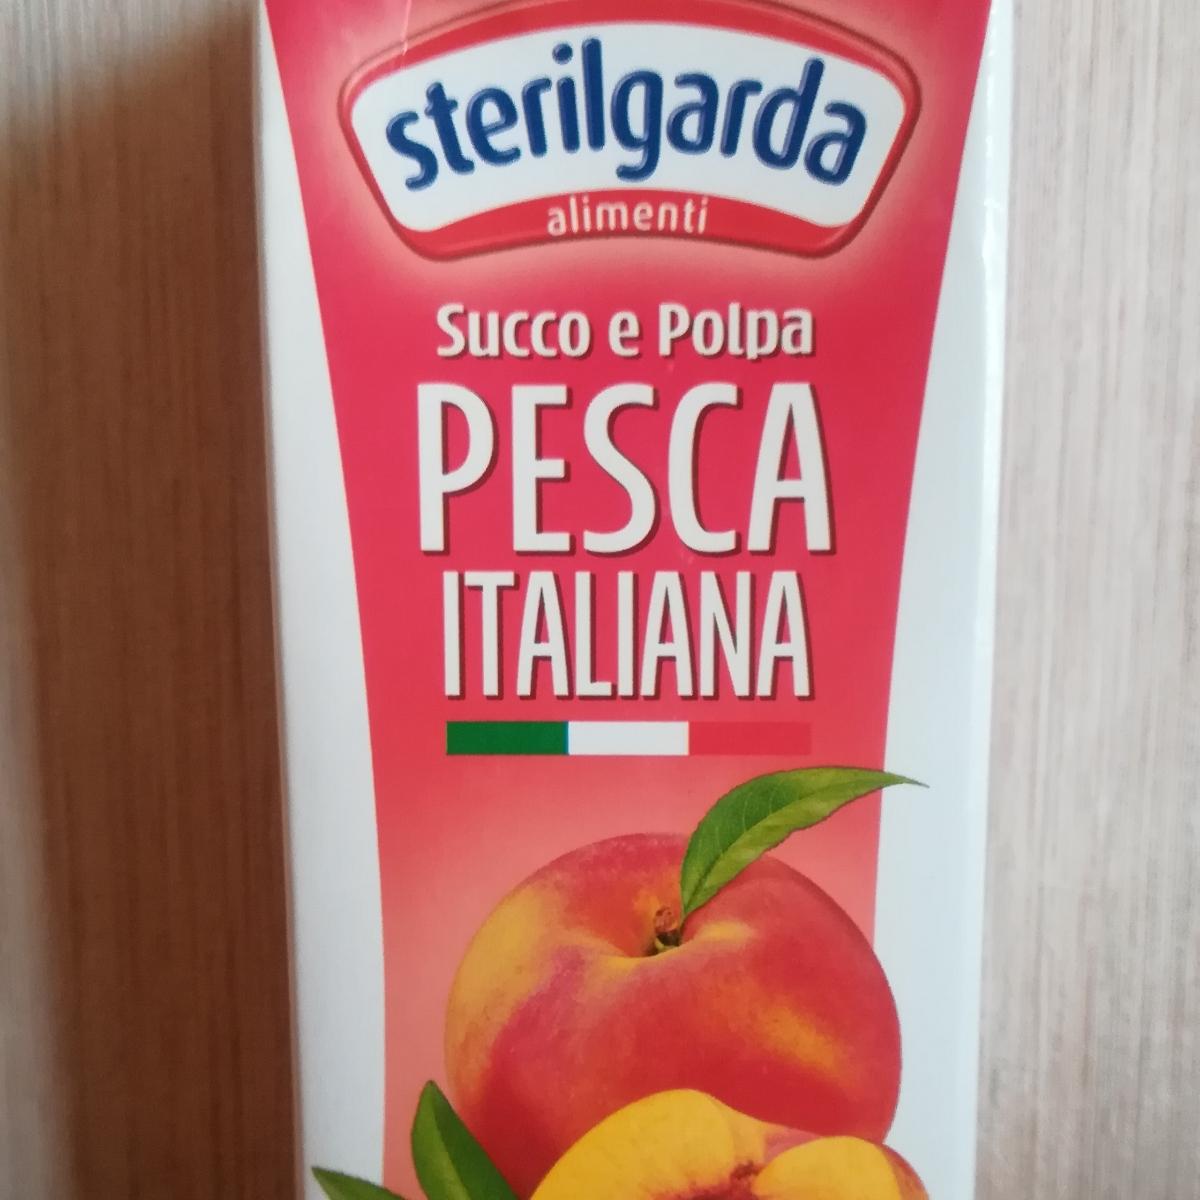 sterilgarda
alimenti
Succo e Polpa
PESCA
ITALIANA